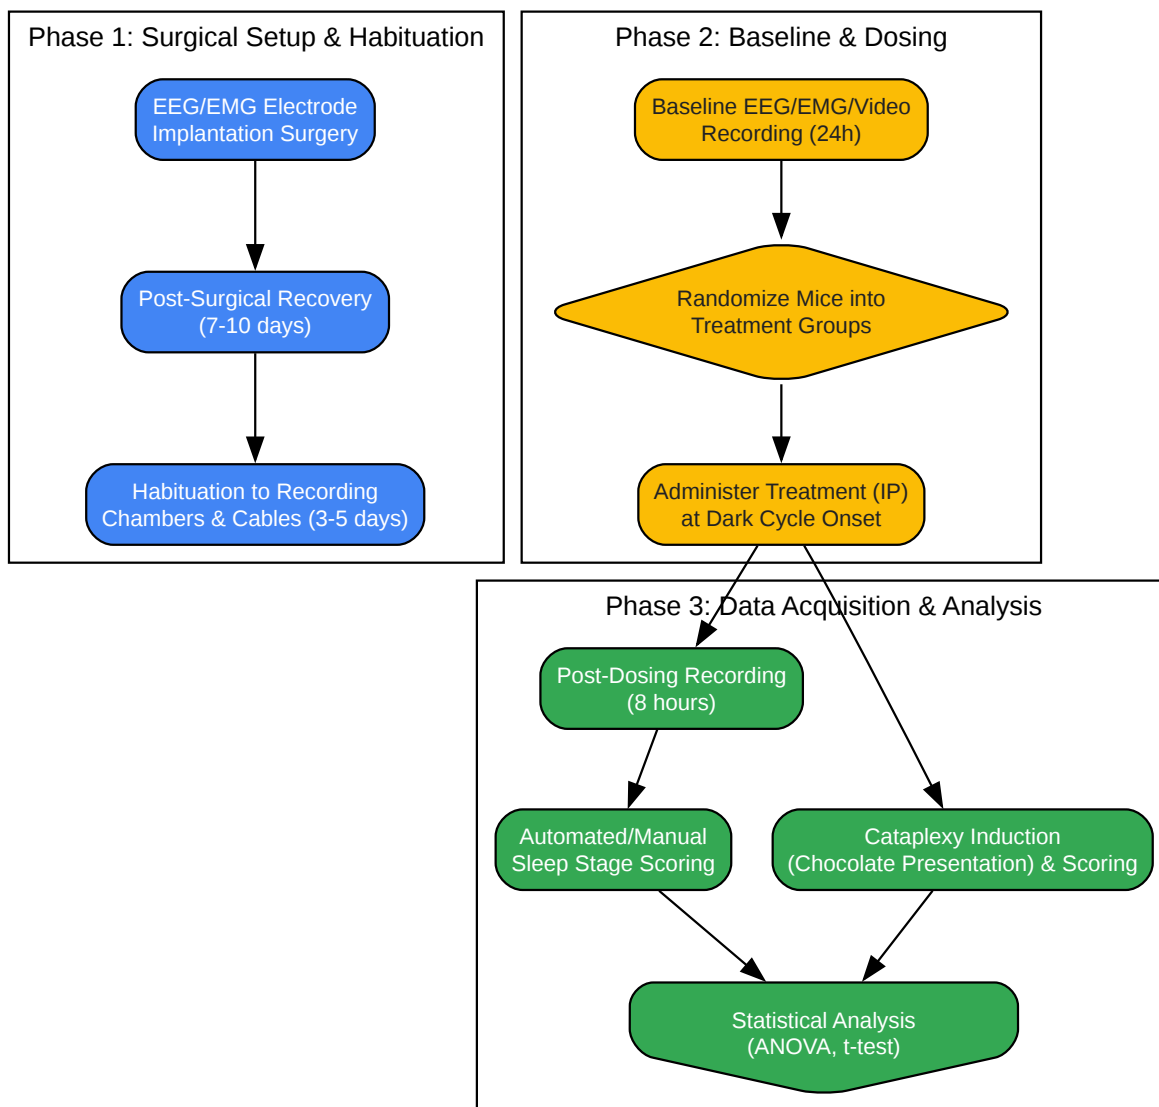 Phase 1: Surgical Setup & Habituation
EEG/EMG Electrode
Implantation Surgery
Post-Surgical Recovery
(7-10 days)
Habituation to Recording
Chambers & Cables (3-5 days)
Phase 2: Baseline & Dosing
Baseline EEG/EMG/Video
Recording (24h)
Randomize Mice into
Treatment Groups
Administer Treatment (IP)
at Dark Cycle Onset
Phase 3: Data Acquisition & Analysis
Post-Dosing Recording
(8 hours)
Automated/Manual
Sleep Stage Scoring
Cataplexy Induction
(Chocolate Presentation) & Scoring
Statistical Analysis
(ANOVA, t-test)